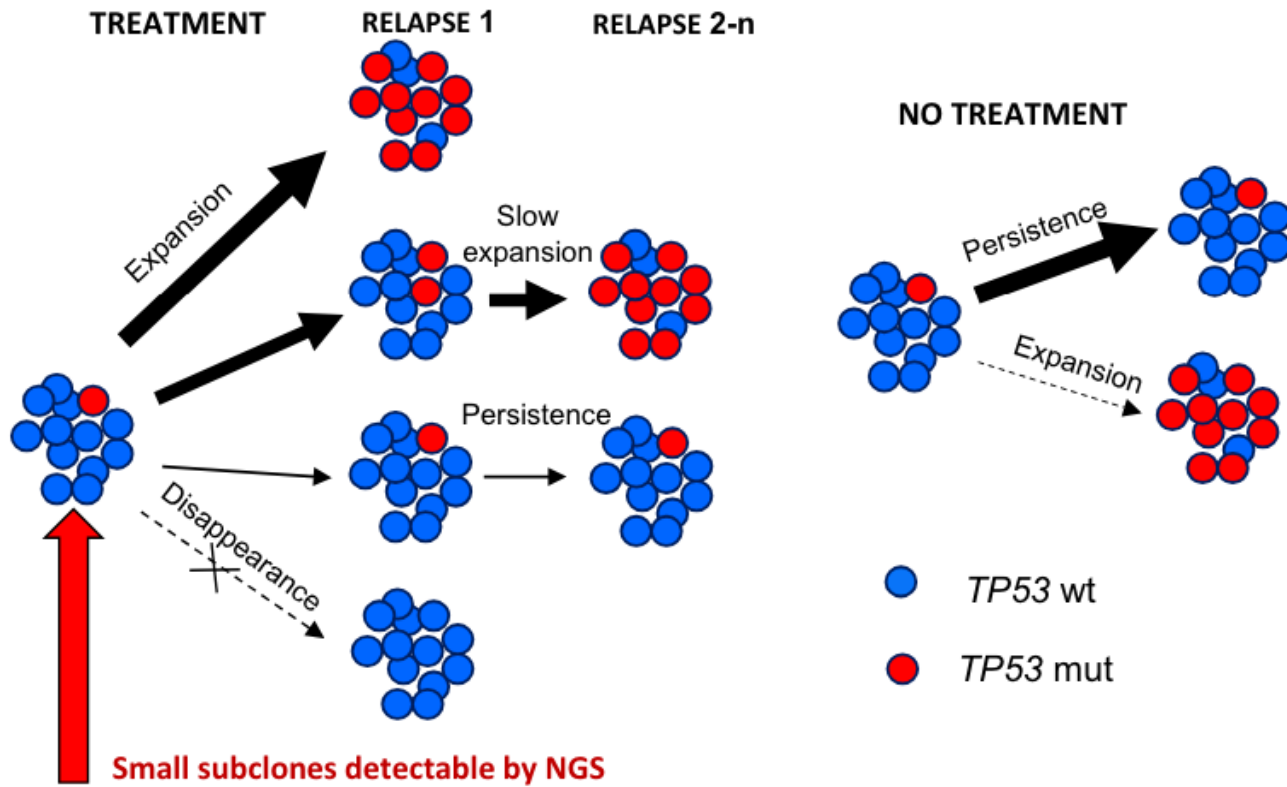 TREATMENT
RELAPSE 1
RELAPSE 2-n
Expansion
Slow
expansion
Persistence
Disappearance
Small subclones detectable by NGS
NO TREATMENT
Persistence
Expansion
TP53 wt
TP53 mut